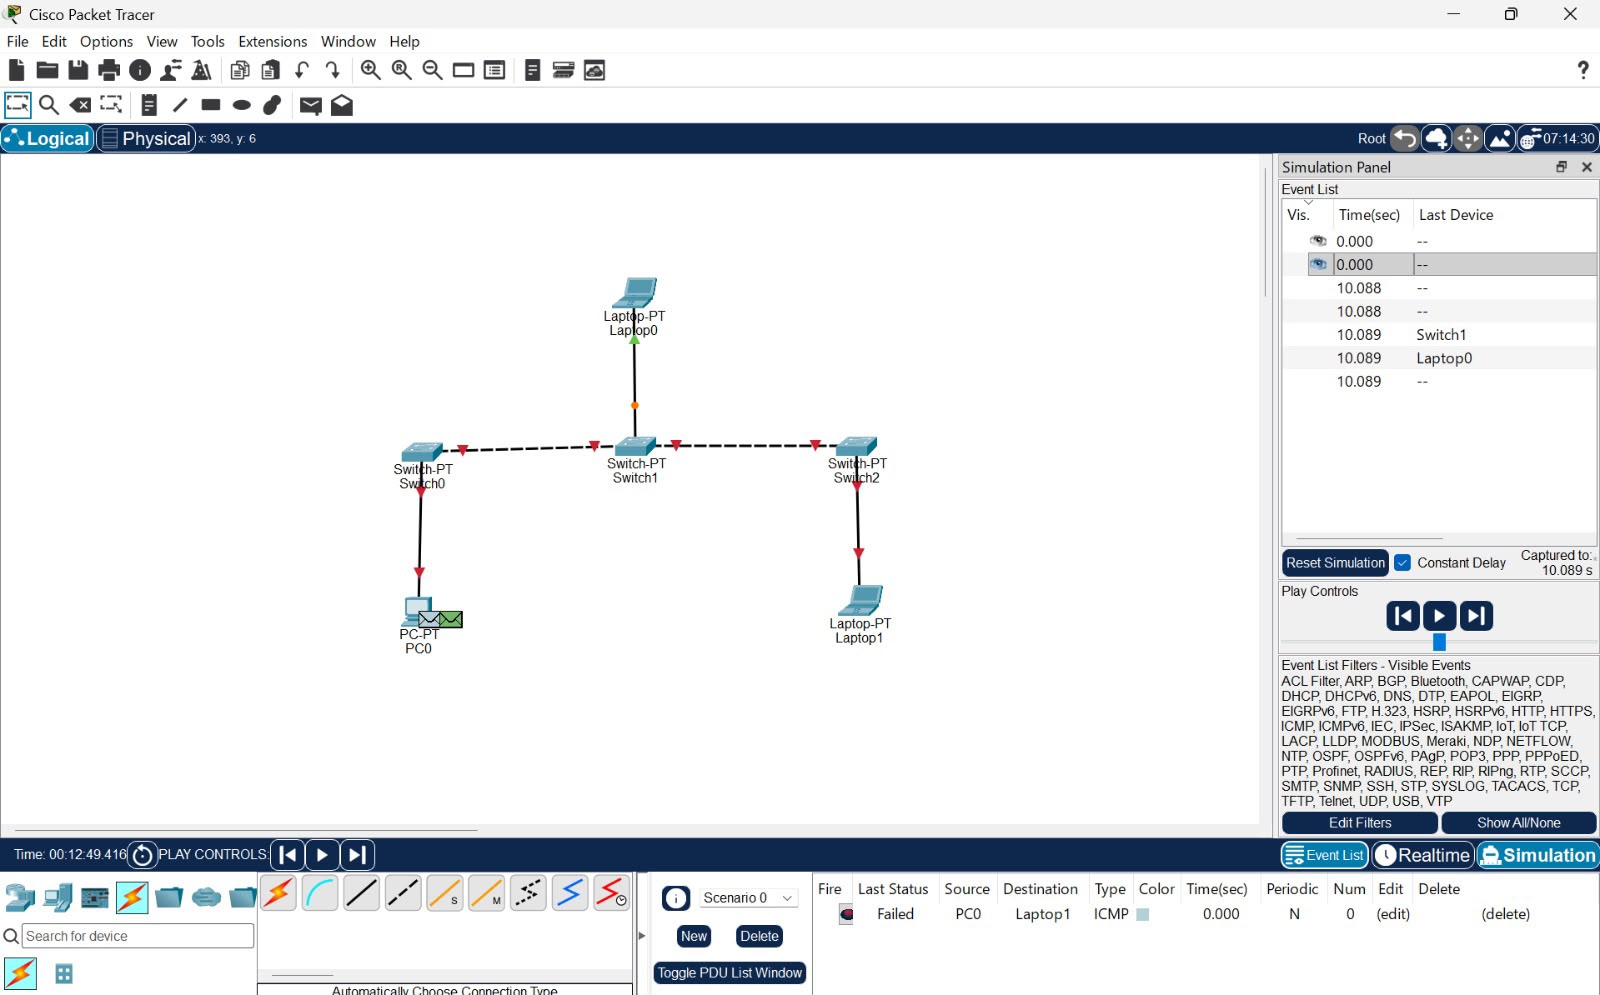 Cisco Packet Tracer
File Edit Options View Tools Extensions Window Help
?
Logical Physical x: 393, y: 6 Root 07:14:30
Simulation Panel
Event List
Vis. Time(sec) Last Device
0.000 --
0.000 --
10.088 --
10.088 --
10.089 Switch1
10.089 Laptop0
10.089 --
Laptop-PT
Laptop0
Switch-PT
Switch0
Switch-PT
Switch1
Switch-PT
Switch2
PC-PT
PC0
Laptop-PT
Laptop1
Reset Simulation Constant Delay Captured to:
10.089 s
Play Controls
Event List Filters - Visible Events
ACL Filter, ARP, BGP, Bluetooth, CAPWAP, CDP,
DHCP, DHCPv6, DNS, DTP, EAPOL, EIGRP,
EIGRPv6, FTP, H.323, HSRP, HSRPv6, HTTP, HTTPS,
ICMP, ICMPv6, IEC, IPSec, ISAKMP, IoT, IoT TCP,
LACP, LLDP, MODBUS, Meraki, NDP, NETFLOW,
NTP, OSPF, OSPFv6, PAgP, POP3, PPP, PPPoED,
PTP, Profinet, RADIUS, REP, RIP, RIPng, RTP, SCCP,
SMTP, SNMP, SSH, STP, SYSLOG, TACACS, TCP,
TFTP, Telnet, UDP, USB, VTP
Edit Filters Show All/None
Time: 00:12:49.416 PLAY CONTROLS: Event List Realtime Simulation
S M
Search for device
Automatically Choose Connection Type
Scenario 0
New Delete
Toggle PDU List Window
Fire Last Status Source Destination Type Color Time(sec) Periodic Num Edit Delete
Failed PC0 Laptop1 ICMP 0.000 N 0 (edit) (delete)